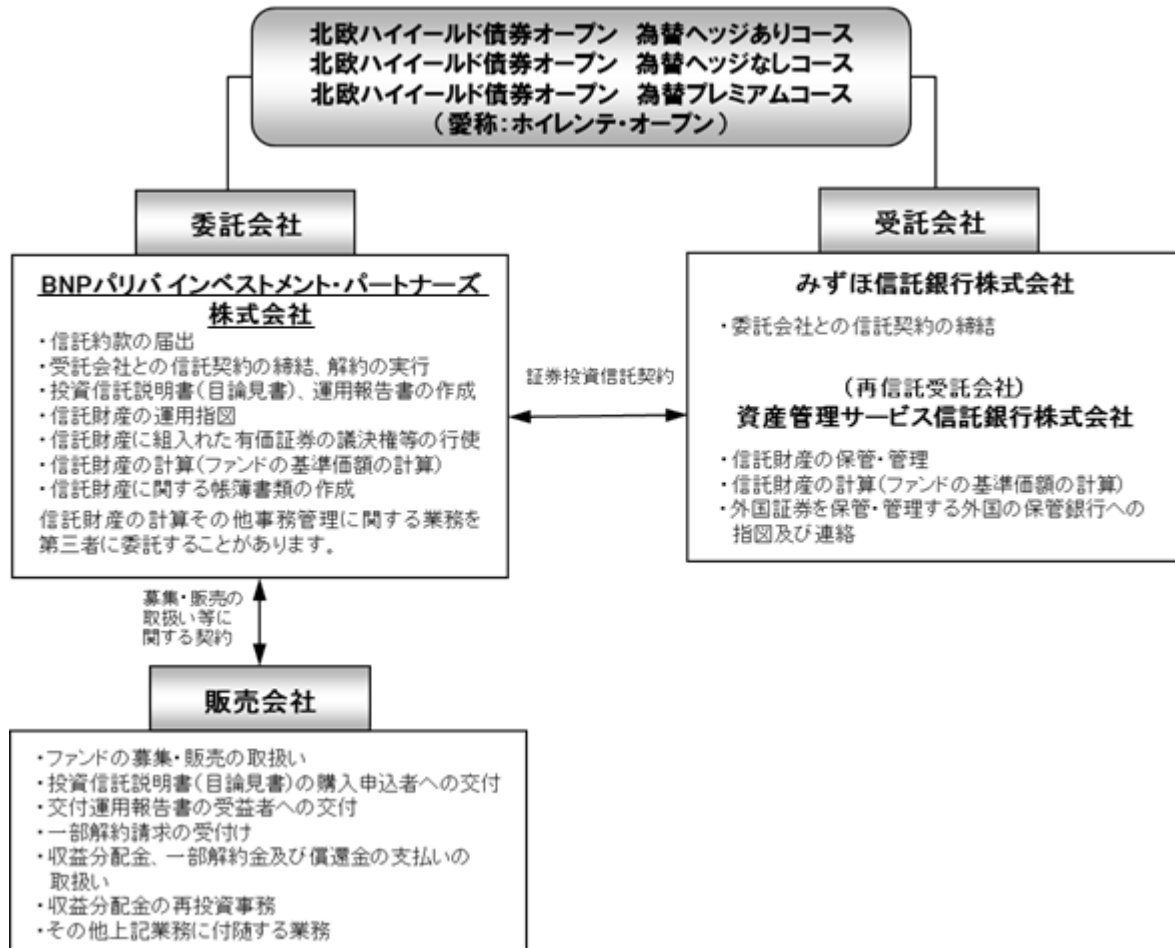 北欧ハイイールド債券オープン 為替ヘッジありコース
北欧ハイイールド債券オープン 為替ヘッジなしコース
北欧ハイイールド債券オープン 為替プレミアムコース
(愛称:ホイレンテ・オープン)
委託会社
BNPパリバ インベストメント・パートナーズ
株式会社
・信託約款の届出
・受託会社との信託契約の締結、解約の実行
・投資信託説明書(目論見書)、運用報告書の作成
・信託財産の運用指図
・信託財産に組入れた有価証券の議決権等の行使
・信託財産の計算(ファンドの基準価額の計算)
・信託財産に関する帳簿書類の作成
信託財産の計算その他事務管理に関する業務を
第三者に委託することがあります。
証券投資信託契約
受託会社
みずほ信託銀行株式会社
・委託会社との信託契約の締結
(再信託受託会社)
資産管理サービス信託銀行株式会社
・信託財産の保管・管理
・信託財産の計算(ファンドの基準価額の計算)
・外国証券を保管・管理する外国の保管銀行への
指図及び連絡
募集・販売の
取扱い等に
関する契約
販売会社
・ファンドの募集・販売の取扱い
・投資信託説明書(目論見書)の購入申込者への交付
・交付運用報告書の受益者への交付
・一部解約請求の受付け
・収益分配金、一部解約金及び償還金の支払いの
取扱い
・収益分配金の再投資事務
・その他上記業務に付随する業務